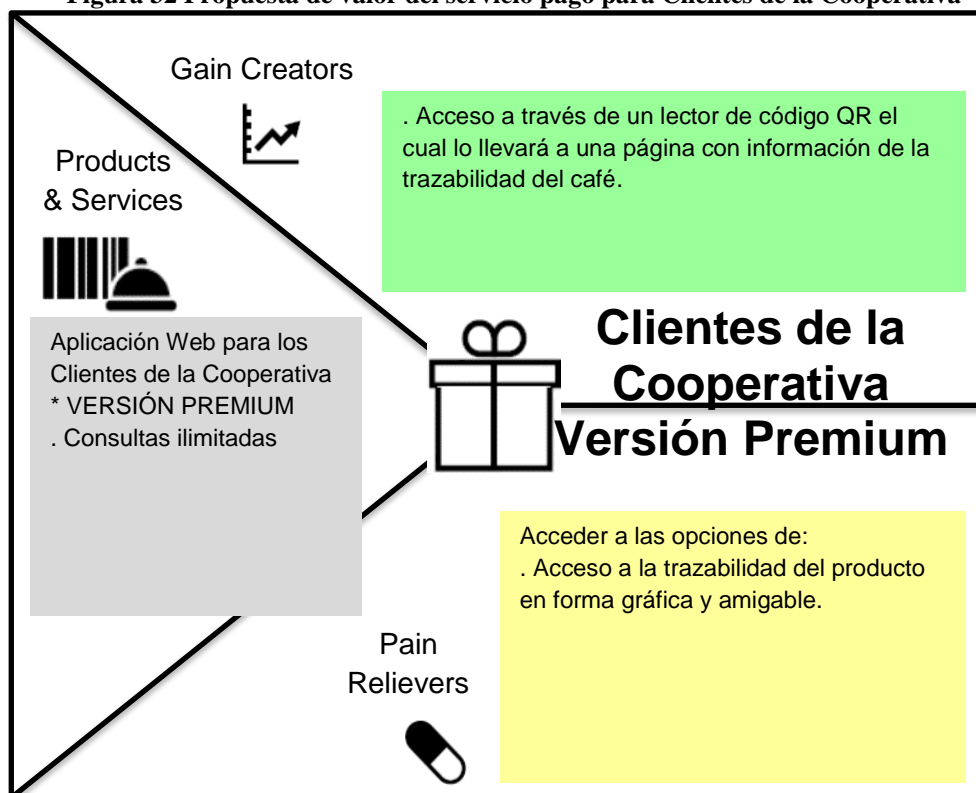 Figura 32 Propuesta de valor del servicio pago para Clientes de la Cooperativa
Gain Creators
. Acceso a través de un lector de código QR el
cual lo llevará a una página con información de la
trazabilidad del café.
Products
& Services
Aplicación Web para los
Clientes de la Cooperativa
* VERSIÓN PREMIUM
. Consultas ilimitadas
Clientes de la
Cooperativa
Versión Premium
Acceder a las opciones de:
. Acceso a la trazabilidad del producto
en forma gráfica y amigable.
Pain
Relievers